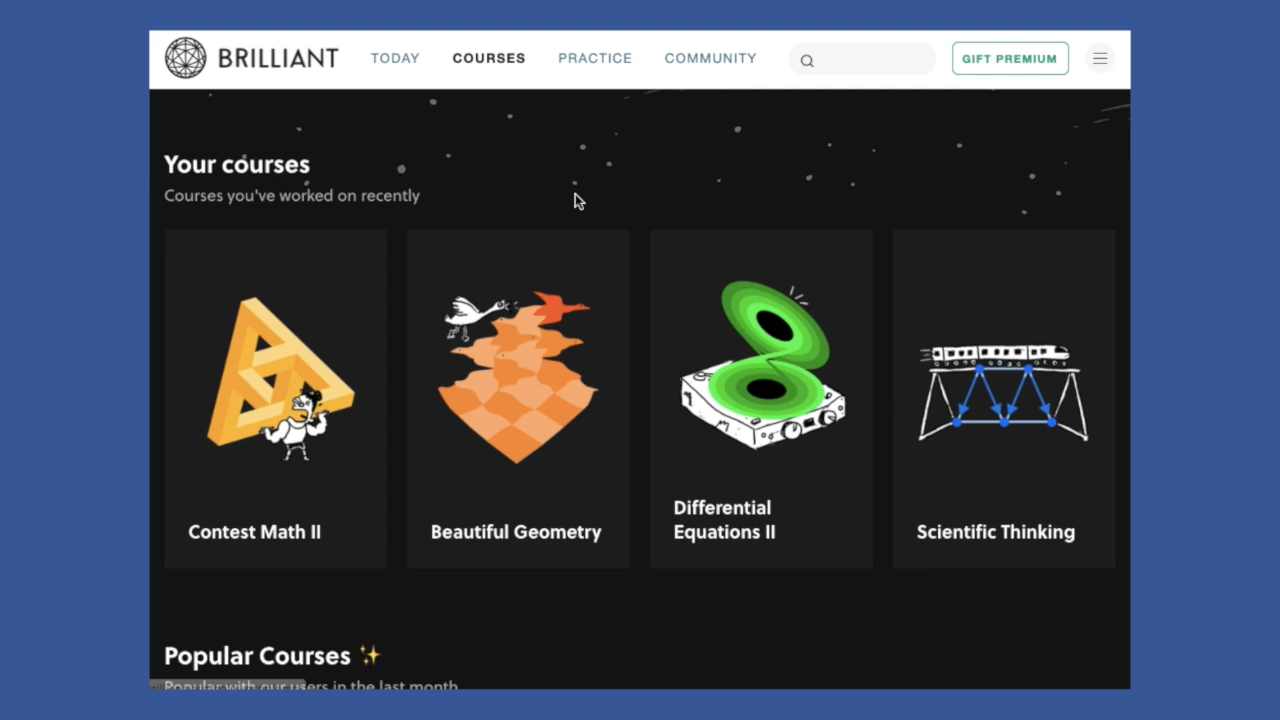 BRILLIANT
TODAY
COURSES
PRACTICE
COMMUNITY
GIFT PREMIUM
Your courses
Courses you've worked on recently
Contest Math II
Beautiful Geometry
Differential
Equations II
Scientific Thinking
Popular Courses ✨
Popular with our users in the last month